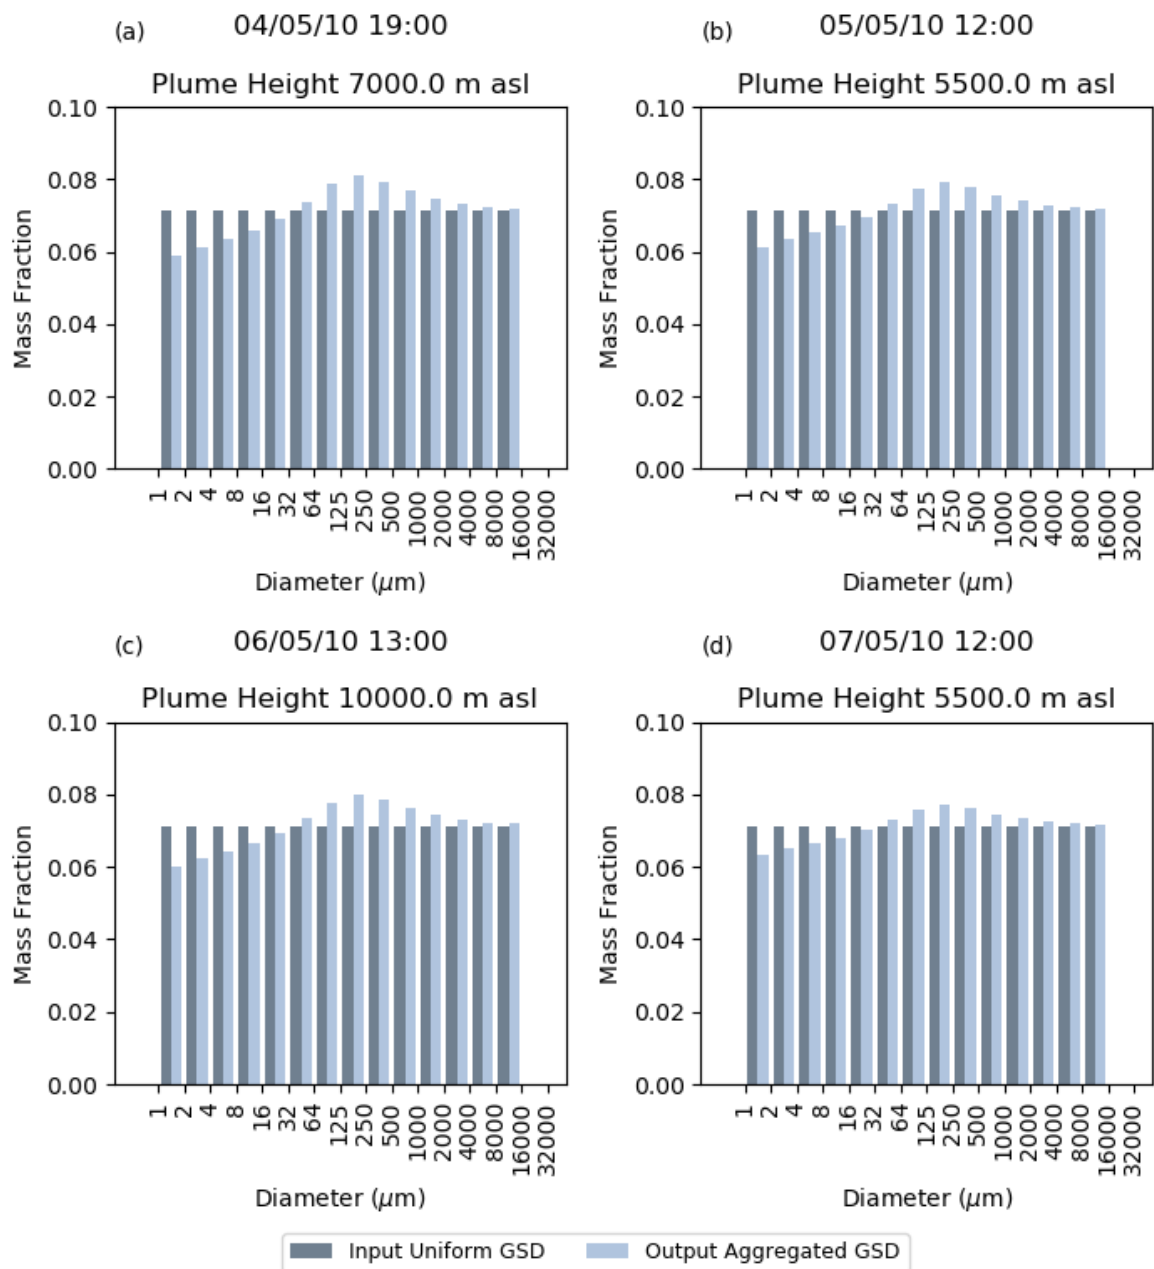 (a) 04/05/10 19:00
Plume Height 7000.0 m asl
0.10
0.08
0.06
0.04
0.02
0.00
Mass Fraction
1 2 4 8 16 32 64 125 250 500 1000 2000 4000 8000 16000 32000
Diameter (μm)
(b) 05/05/10 12:00
Plume Height 5500.0 m asl
0.10
0.08
0.06
0.04
0.02
0.00
Mass Fraction
1 2 4 8 16 32 64 125 250 500 1000 2000 4000 8000 16000 32000
Diameter (μm)
(c) 06/05/10 13:00
Plume Height 10000.0 m asl
0.10
0.08
0.06
0.04
0.02
0.00
Mass Fraction
1 2 4 8 16 32 64 125 250 500 1000 2000 4000 8000 16000 32000
Diameter (μm)
(d) 07/05/10 12:00
Plume Height 5500.0 m asl
0.10
0.08
0.06
0.04
0.02
0.00
Mass Fraction
1 2 4 8 16 32 64 125 250 500 1000 2000 4000 8000 16000 32000
Diameter (μm)
Input Uniform GSD Output Aggregated GSD